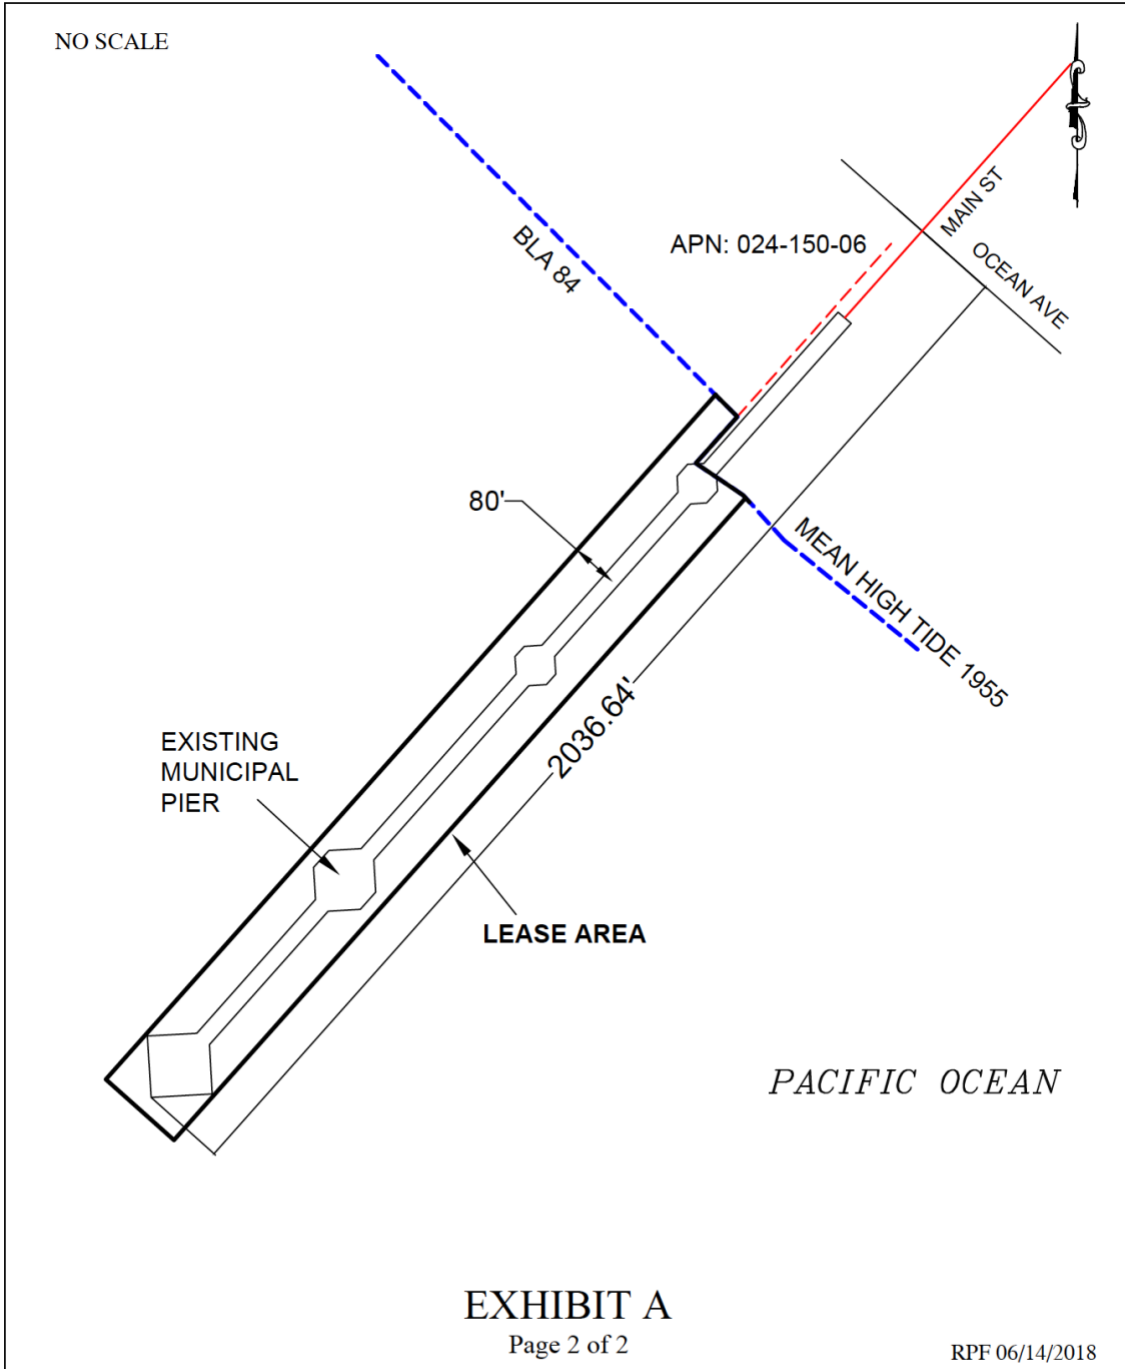 NO SCALE
MAIN ST
APN: 024-150-06
BLA 84
OCEAN AVE
80'
MEAN HIGH TIDE 1955
2036.64'
EXISTING
MUNICIPAL
PIER
LEASE AREA
PACIFIC OCEAN
EXHIBIT A
Page 2 of 2
RPF 06/14/2018